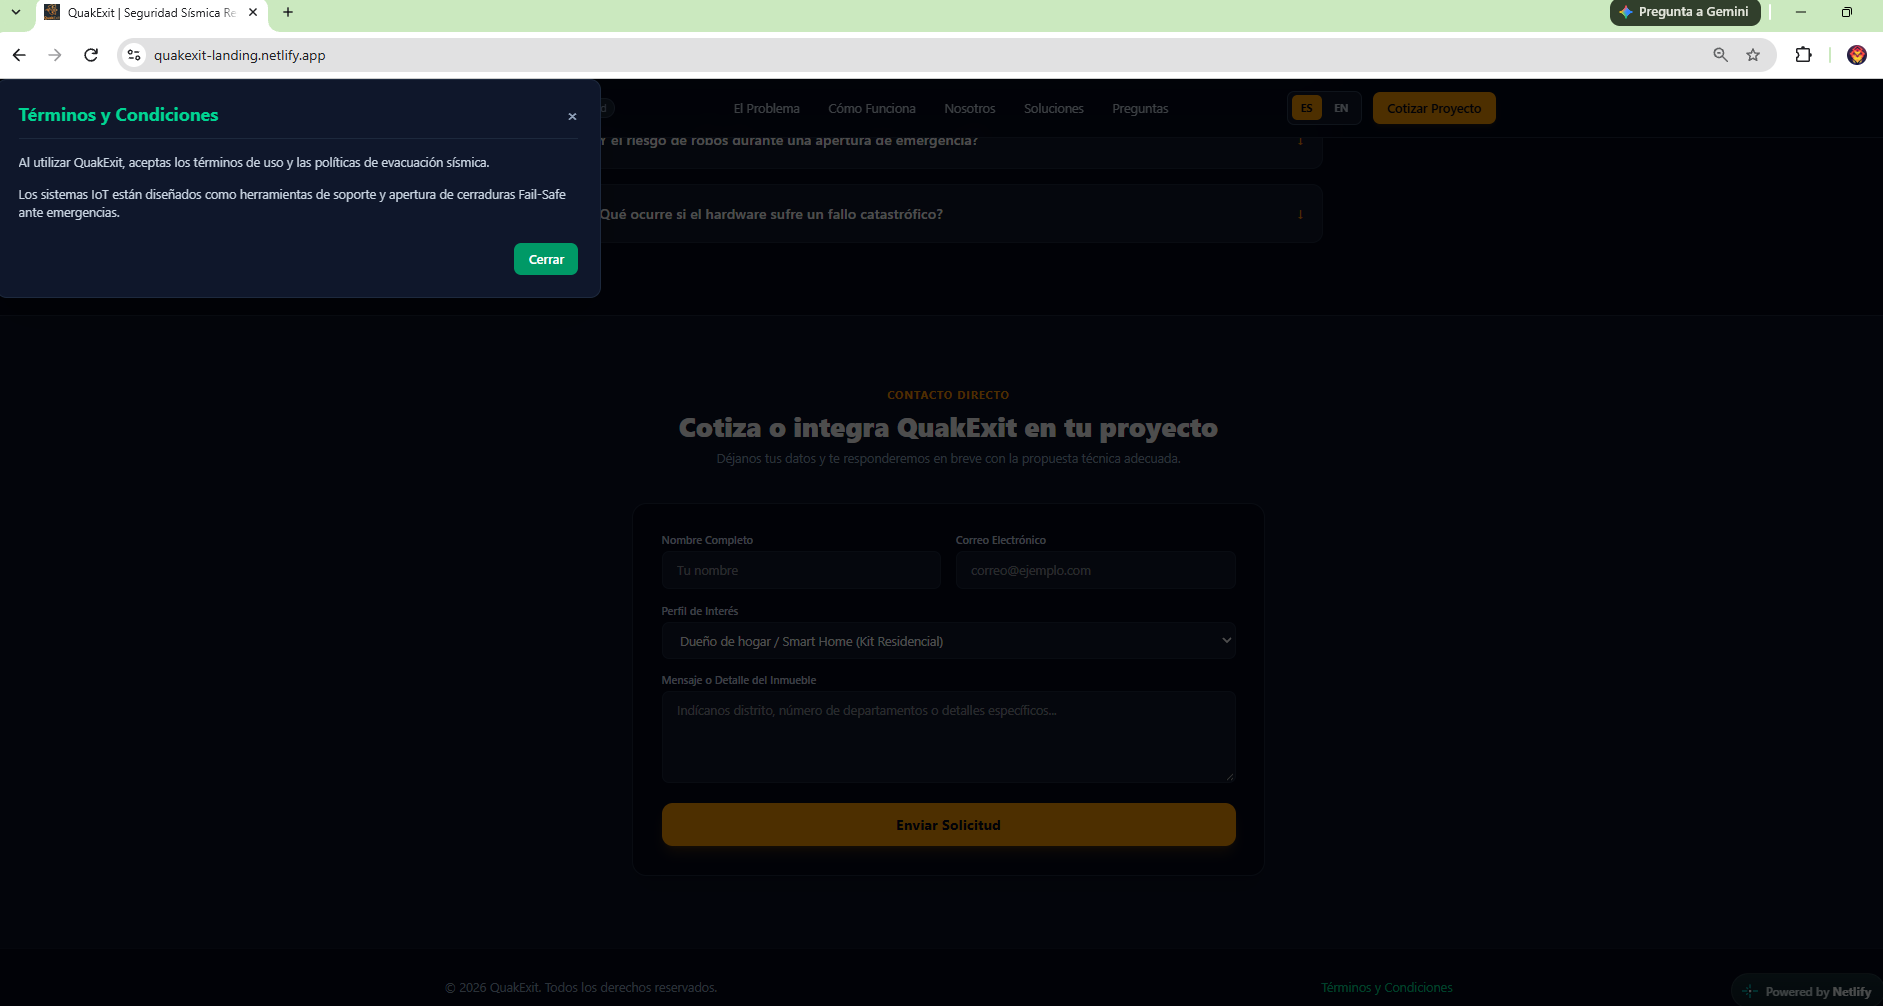 QuakExit | Seguridad Sísmica Re
Pregunta a Gemini
quakexit-landing.netlify.app
Términos y Condiciones
×
Al utilizar QuakExit, aceptas los términos de uso y las políticas de evacuación sísmica.
Los sistemas IoT están diseñados como herramientas de soporte y apertura de cerraduras Fail-Safe
ante emergencias.
Cerrar
El Problema
Cómo Funciona
Nosotros
Soluciones
Preguntas
ES
EN
Cotizar Proyecto
Y el riesgo de robos durante una apertura de emergencia?
↓
Qué ocurre si el hardware sufre un fallo catastrófico?
↓
CONTACTO DIRECTO
Cotiza o integra QuakExit en tu proyecto
Déjanos tus datos y te responderemos en breve con la propuesta técnica adecuada.
Nombre Completo
Correo Electrónico
Tu nombre
correo@ejemplo.com
Perfil de Interés
Dueño de hogar / Smart Home (Kit Residencial)
Mensaje o Detalle del Inmueble
Indícanos distrito, número de departamentos o detalles específicos...
Enviar Solicitud
© 2026 QuakExit. Todos los derechos reservados.
Términos y Condiciones
Powered by Netlify